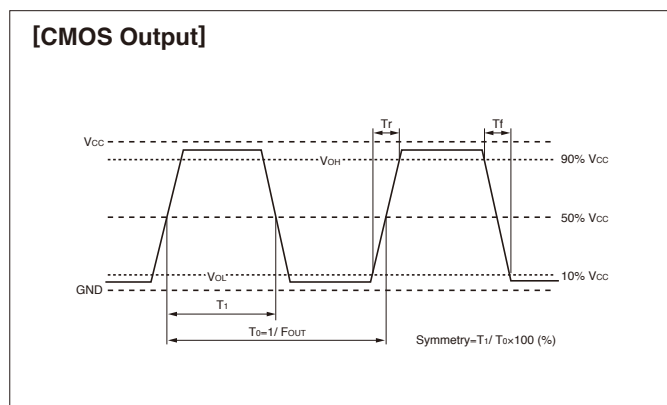 [CMOS Output]
Tr
Tf
VCC
VOH
90% VCC
50% VCC
VOL
10% VCC
GND
T1
T0=1/ FOUT
Symmetry=T1/ T0×100 (%)